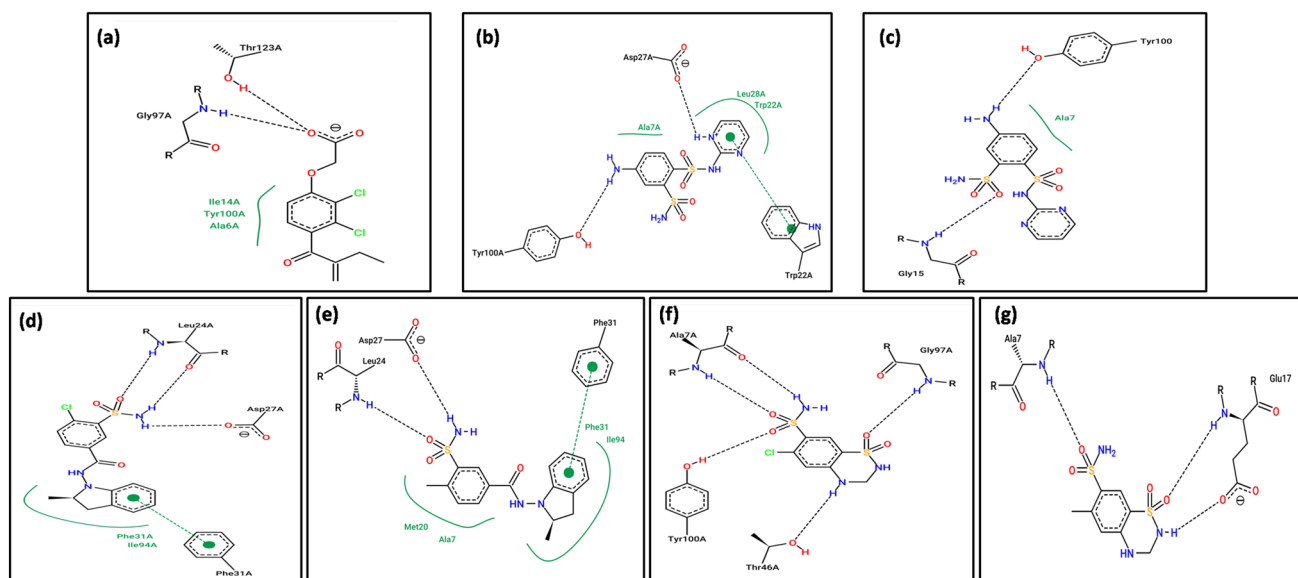 (a)
Thr123A
O H
R
N H
Gly97A
R O
O ⊖ O
O
Cl
Cl
Ile14A
Tyr100A
Ala6A
O
(b)
O
Asp27A ⊖
O
Leu28A
Trp22A
Ala7A
H N+
N
O
S NH
O
H
N
H
S O
H₂N O
O
H
Tyr100A
HN
Trp22A
(c)
H
O
Tyr100
H
H N
Ala7
O
H₂N S
O
S O
O
HN
N
N
H
R N
O
Gly15
R
(d)
Leu24A
H
R N
O R
O
O S N H
H
Cl
Asp27A
O ⊖ O
O
HN
N
Phe31A
Ile94A
Phe31A
(e)
O
Asp27 ⊖
O
R
O
Leu24
N H
R
H
H N
O
S
O
Phe31
Phe31
Ile94
O
HN N
Met20
Ala7
(f)
Ala7A
R
O
R N
H
Gly97A
R
O
N R
H
H
N H
O
S
O
O
S O
NH
Cl
N
H
O H
Tyr100A
O H
Thr46A
(g)
Ala7
R
N
H
R O
Glu17
R
O
R N
H
O
O S NH₂
O
O S
O
N H
HN
O ⊖ O